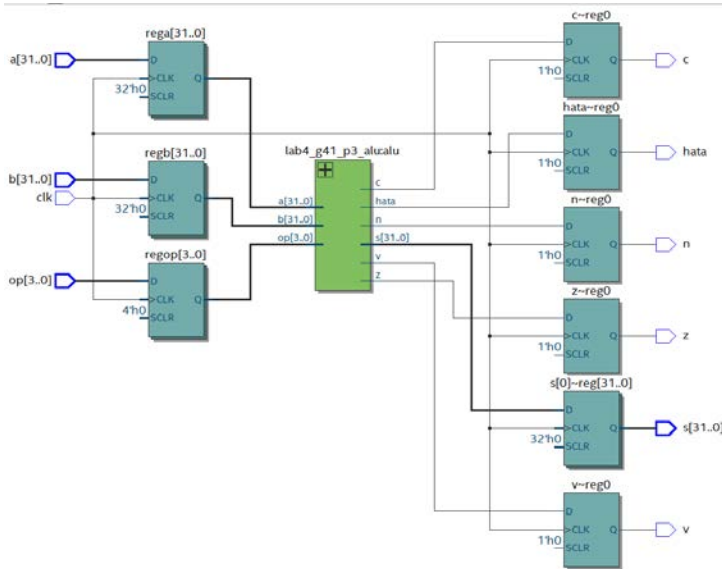 rega[31..0]
a[31..0]
D
>CLK
Q
32'h0
SCLR
regb[31..0]
b[31..0]
clk
D
>CLK
Q
32'h0
SCLR
regop[3..0]
op[3..0]
D
>CLK
Q
4'h0
SCLR
lab4_g41_p3_alu:alu
a[31..0]
b[31..0]
op[3..0]
c
hata
n
s[31..0]
v
z
c~reg0
D
>CLK
Q
1'h0
SCLR
c
hata~reg0
D
>CLK
Q
1'h0
SCLR
hata
n~reg0
D
>CLK
Q
1'h0
SCLR
n
z~reg0
D
>CLK
Q
1'h0
SCLR
z
s[0]~reg[31..0]
D
>CLK
Q
32'h0
SCLR
s[31..0]
v~reg0
D
>CLK
Q
1'h0
SCLR
v